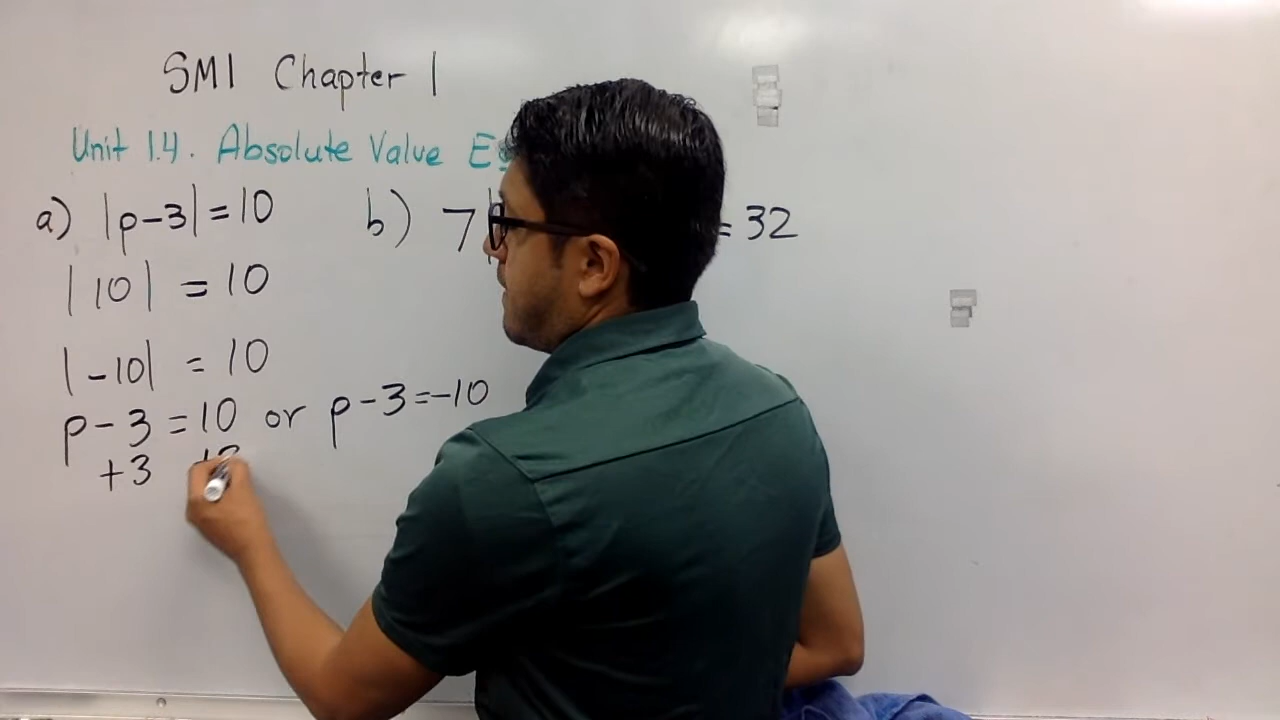 SM1 Chapter 1
Unit 1.4. Absolute Value
a) |p-3|=10 b) 7| = 32
|10| = 10
|-10| = 10
p-3=10 or p-3=-10
+3